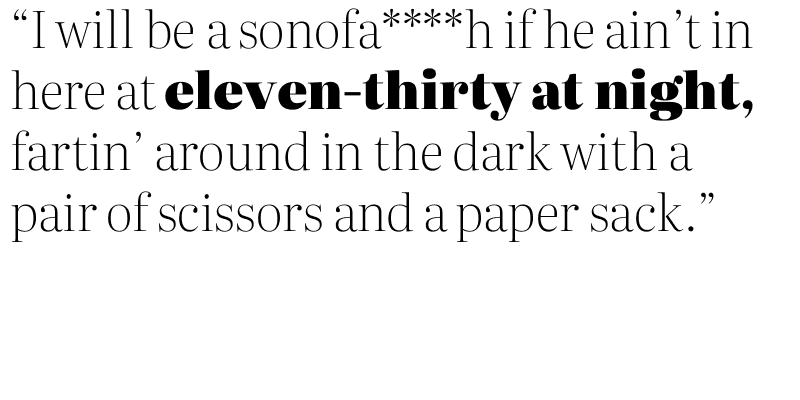 “I will be a sonofa****h if he ain’t in
here at eleven-thirty at night,
fartin’ around in the dark with a
pair of scissors and a paper sack.”